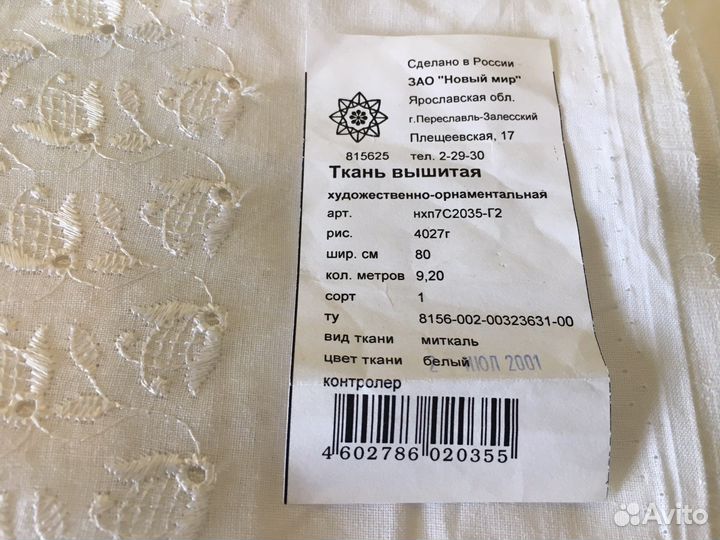 Сделано в России
ЗАО "Новый мир"
Ярославская обл.
г.Переславль-Залесский
Плещеевская, 17
815625 тел. 2-29-30
Ткань вышитая
художественно-орнаментальная
арт. нхп7С2035-Г2
рис. 4027г
шир. см 80
кол. метров 9,20
сорт 1
ту 8156-002-00323631-00
вид ткани миткаль
цвет ткани белый
ИЮЛ 2001
контролер
4 602786 020355
Avito